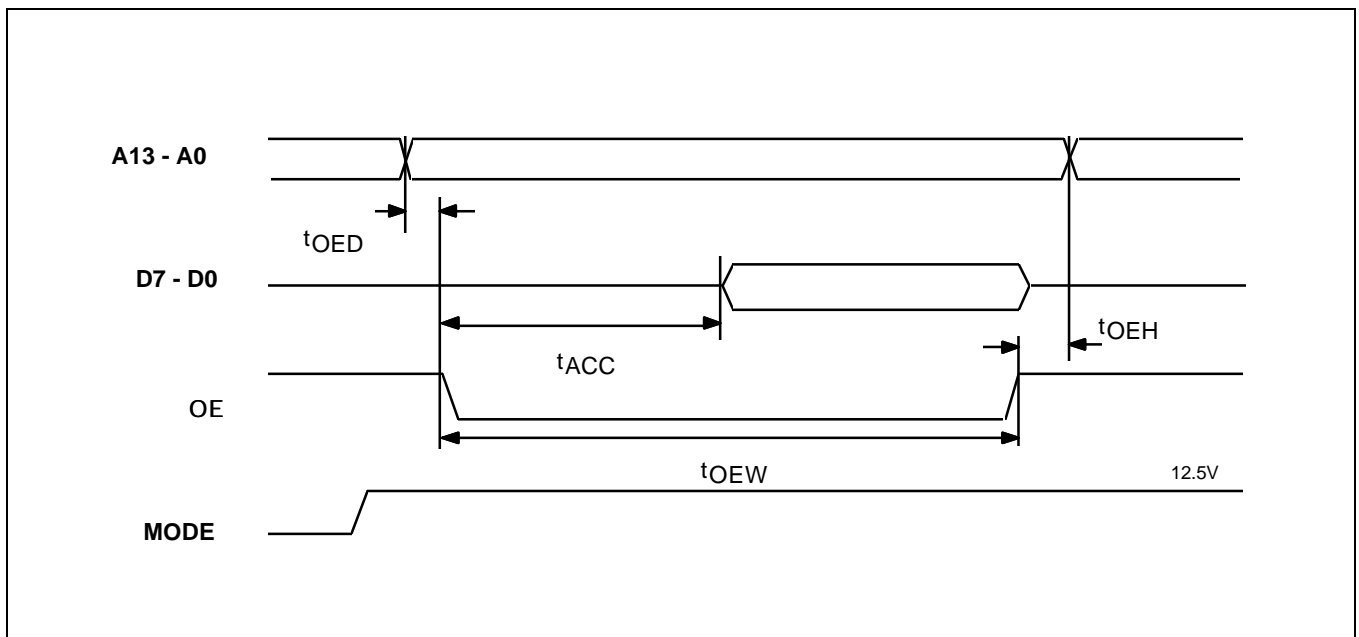 A13 - A0
tOED
D7 - D0
tOEH
tACC
OE
tOEW
12.5V
MODE